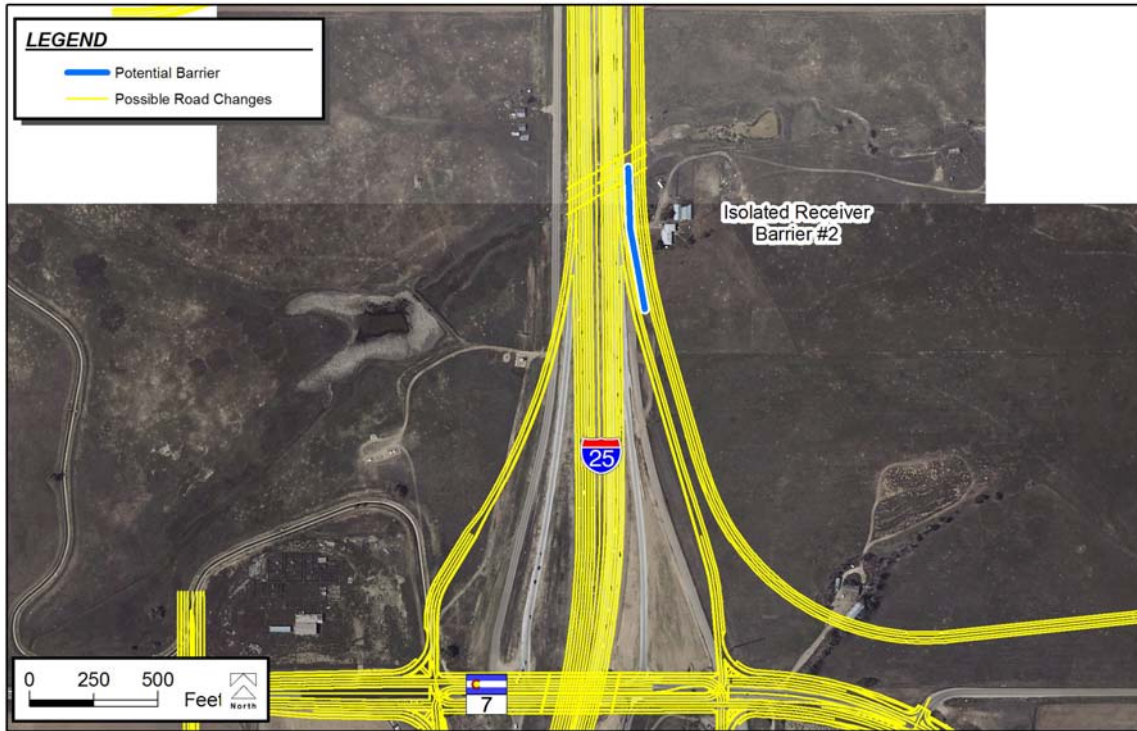 LEGEND
Potential Barrier
Possible Road Changes
Isolated Receiver
Barrier #2
25
7
0 250 500
Feet
North